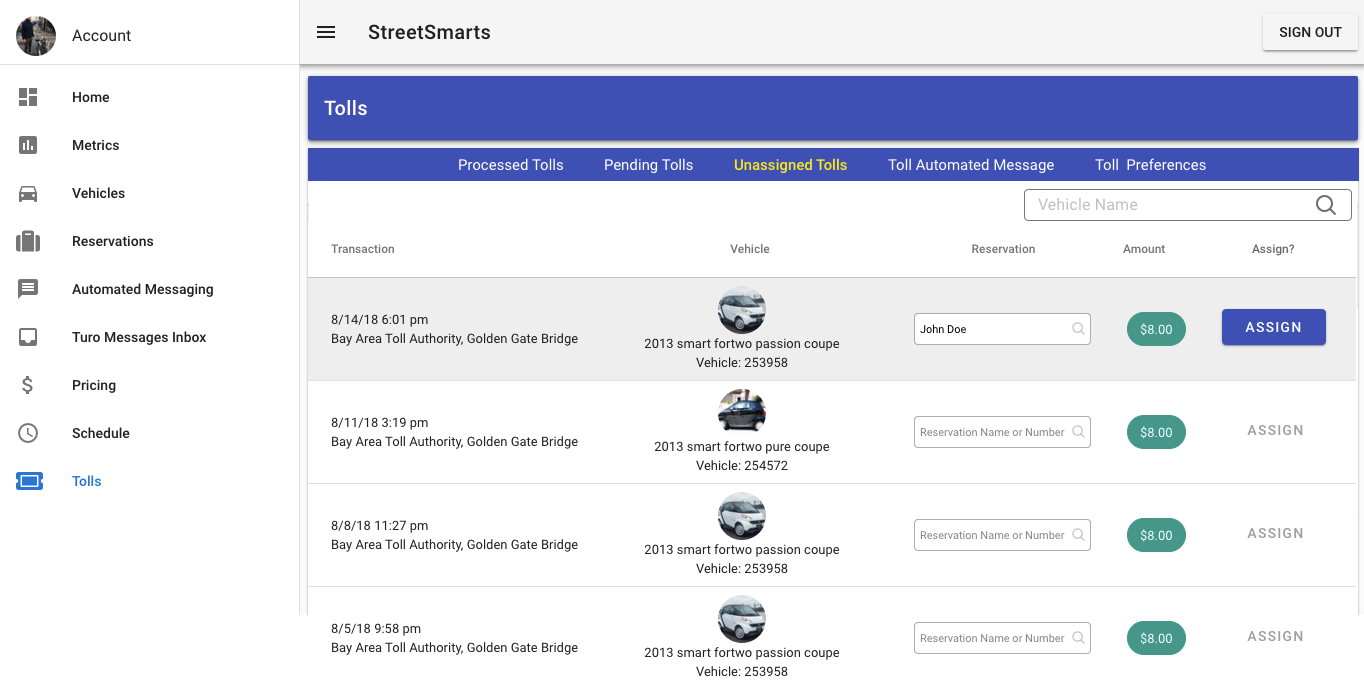 Account
StreetSmarts
SIGN OUT
Home
Metrics
Vehicles
Reservations
Automated Messaging
Turo Messages Inbox
Pricing
Schedule
Tolls
Tolls
Processed Tolls
Pending Tolls
Unassigned Tolls
Toll Automated Message
Toll  Preferences
Vehicle Name
Transaction
Vehicle
Reservation
Amount
Assign?
8/14/18 6:01 pm
Bay Area Toll Authority, Golden Gate Bridge
2013 smart fortwo passion coupe
Vehicle: 253958
John Doe
$8.00
ASSIGN
8/11/18 3:19 pm
Bay Area Toll Authority, Golden Gate Bridge
2013 smart fortwo pure coupe
Vehicle: 254572
Reservation Name or Number
$8.00
ASSIGN
8/8/18 11:27 pm
Bay Area Toll Authority, Golden Gate Bridge
2013 smart fortwo passion coupe
Vehicle: 253958
Reservation Name or Number
$8.00
ASSIGN
8/5/18 9:58 pm
Bay Area Toll Authority, Golden Gate Bridge
2013 smart fortwo passion coupe
Vehicle: 253958
Reservation Name or Number
$8.00
ASSIGN